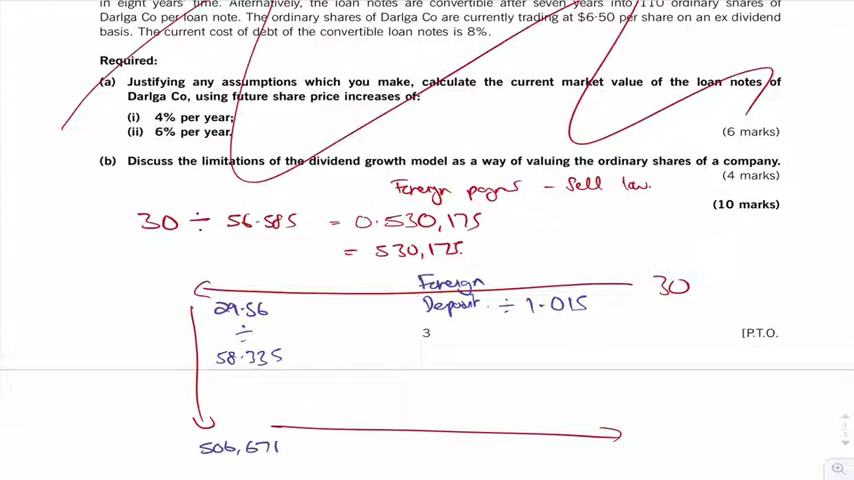 in eight years' time. Alternatively, the loan notes are convertible after seven years into 110 ordinary shares of
Darlga Co per loan note. The ordinary shares of Darlga Co are currently trading at $6·50 per share on an ex dividend
basis. The current cost of debt of the convertible loan notes is 8%.
Required:
(a) Justifying any assumptions which you make, calculate the current market value of the loan notes of
Darlga Co, using future share price increases of:
(i) 4% per year;
(ii) 6% per year.
(6 marks)
(b) Discuss the limitations of the dividend growth model as a way of valuing the ordinary shares of a company.
(4 marks)
(10 marks)
Foreign - Sell low.
30 ÷ 56.585 = 0.530,175
= 530,175.
Foreign
30
29.56
Deposit ÷ 1.015
÷
58.335
3
[P.T.O.
506,671